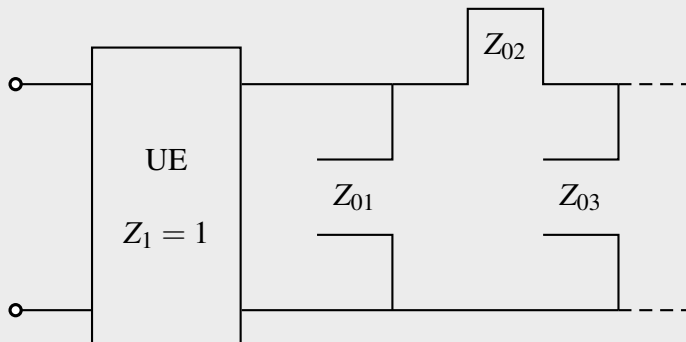 Z₀₂
UE
Z₁ = 1
Z₀₁
Z₀₃